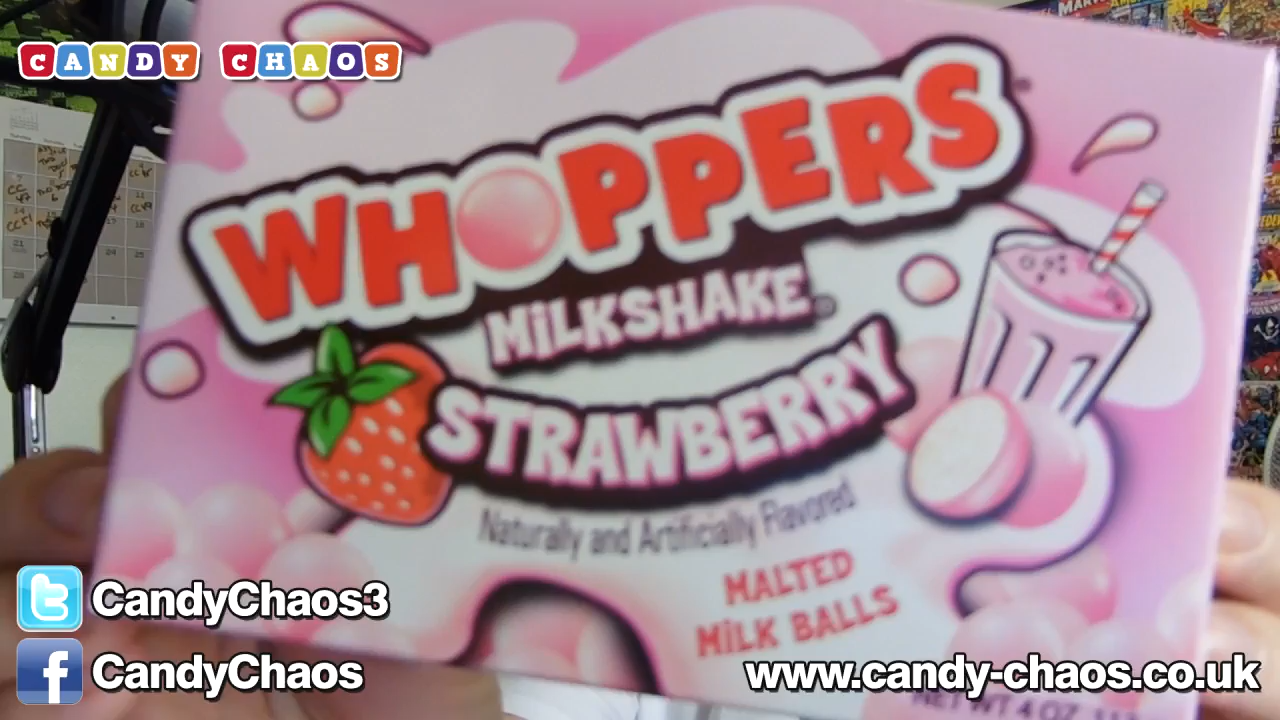 CANDY CHAOS
MARVEL
WHOPPERS
MILKSHAKE®
STRAWBERRY
Naturally and Artificially Flavored
MALTED
MILK BALLS
CandyChaos3
CandyChaos
www.candy-chaos.co.uk
NET WT 4 OZ